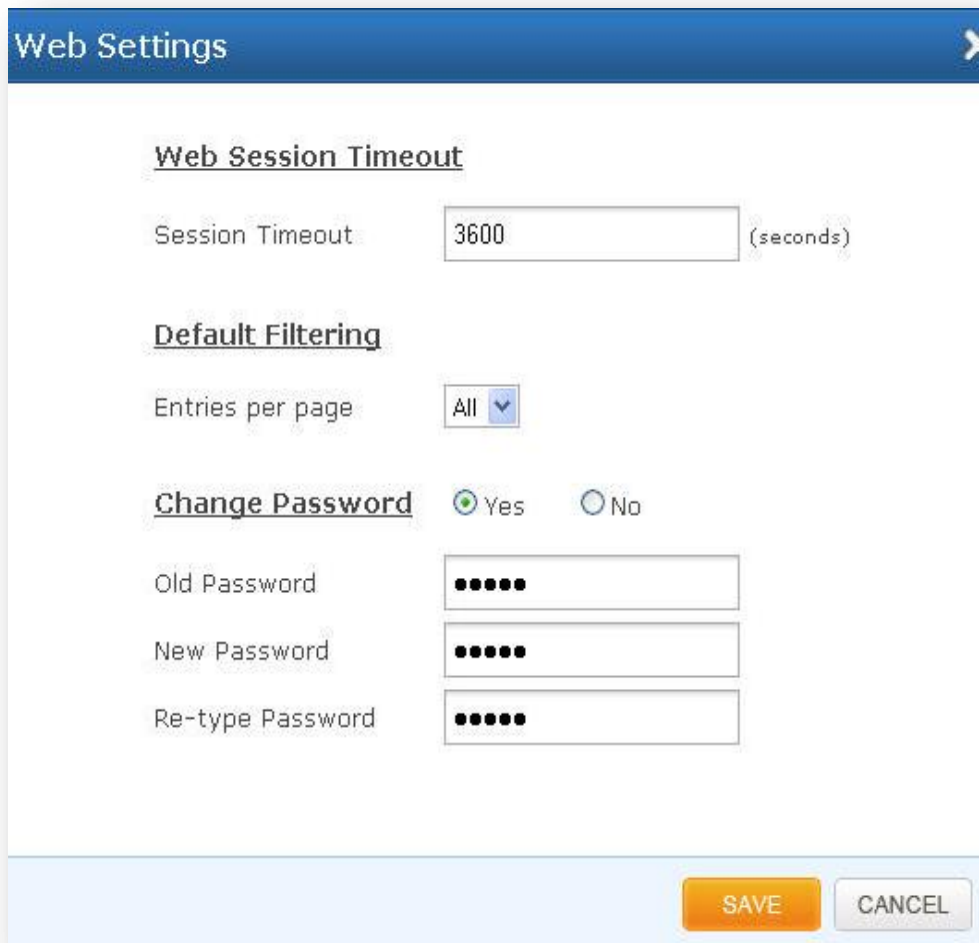 Web Settings
Web Session Timeout
Session Timeout 3600 (seconds)
Default Filtering
Entries per page All
Change Password Yes No
Old Password •••••
New Password •••••
Re-type Password •••••
SAVE CANCEL